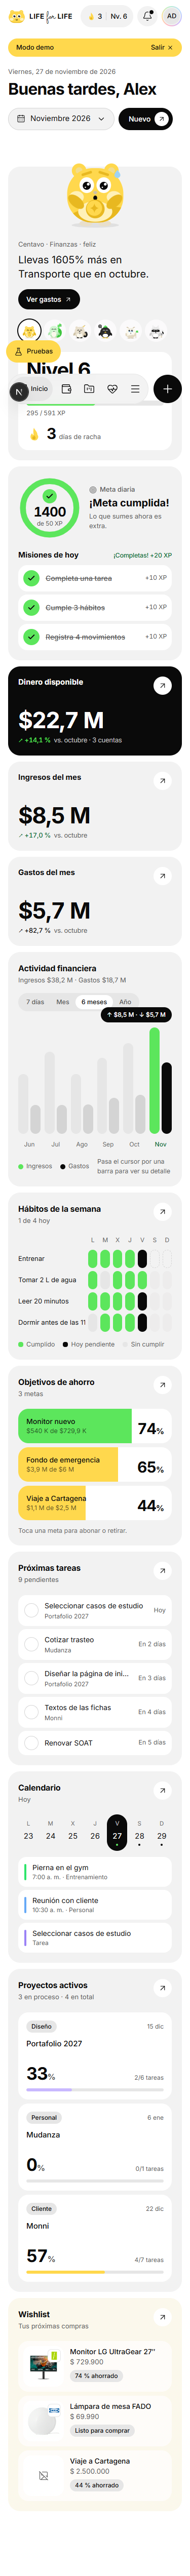 LIFE for LIFE
3 Nv. 6
AD
Modo demo
Salir ×
Viernes, 27 de noviembre de 2026
Buenas tardes, Alex
Noviembre 2026
Nuevo
Centavo · Finanzas · feliz
Llevas 1605% más en
Transporte que en octubre.
Ver gastos
Pruebas
Nivel 6
N
Inicio
295 / 591 XP
3 días de racha
1400
de 50 XP
Meta diaria
¡Meta cumplida!
Lo que sumes ahora es
extra.
Misiones de hoy
¡Completas! +20 XP
Completa una tarea
+10 XP
Cumple 3 hábitos
+10 XP
Registra 4 movimientos
+10 XP
Dinero disponible
$22,7 M
+14,1 % vs. octubre · 3 cuentas
Ingresos del mes
$8,5 M
+17,0 % vs. octubre
Gastos del mes
$5,7 M
+82,7 % vs. octubre
Actividad financiera
Ingresos $38,2 M · Gastos $18,7 M
7 días Mes 6 meses Año
↑ $8,5 M · ↓ $5,7 M
Jun Jul Ago Sep Oct Nov
Ingresos Gastos
Pasa el cursor por una
barra para ver su detalle
Hábitos de la semana
1 de 4 hoy
L M X J V S D
Entrenar
Tomar 2 L de agua
Leer 20 minutos
Dormir antes de las 11
Cumplido Hoy pendiente Sin cumplir
Objetivos de ahorro
3 metas
Monitor nuevo
$540 K de $729,9 K
74%
Fondo de emergencia
$3,9 M de $6 M
65%
Viaje a Cartagena
$1,1 M de $2,5 M
44%
Toca una meta para abonar o retirar.
Próximas tareas
9 pendientes
Seleccionar casos de estudio
Portafolio 2027
Hoy
Cotizar trasteo
Mudanza
En 2 días
Diseñar la página de ini...
Portafolio 2027
En 3 días
Textos de las fichas
Monni
En 4 días
Renovar SOAT
En 5 días
Calendario
Hoy
L M X J V S D
23 24 25 26 27 28 29
Pierna en el gym
7:00 a. m. · Entrenamiento
Reunión con cliente
10:30 a. m. · Personal
Seleccionar casos de estudio
Tarea
Proyectos activos
3 en proceso · 4 en total
Diseño
15 dic
Portafolio 2027
33%
2/6 tareas
Personal
6 ene
Mudanza
0%
0/1 tareas
Cliente
22 dic
Monni
57%
4/7 tareas
Wishlist
Tus próximas compras
Monitor LG UltraGear 27"
$ 729.900
74 % ahorrado
Lámpara de mesa FADO
$ 69.990
Listo para comprar
Viaje a Cartagena
$ 2.500.000
44 % ahorrado